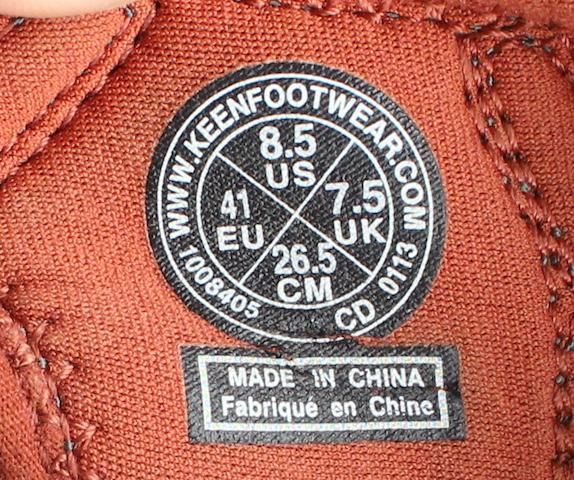 WWW.KEENFOOTWEAR.COM
8.5
US
41
EU
7.5
UK
26.5
CM
1008405
CD 0113
MADE IN CHINA
Fabriqué en Chine